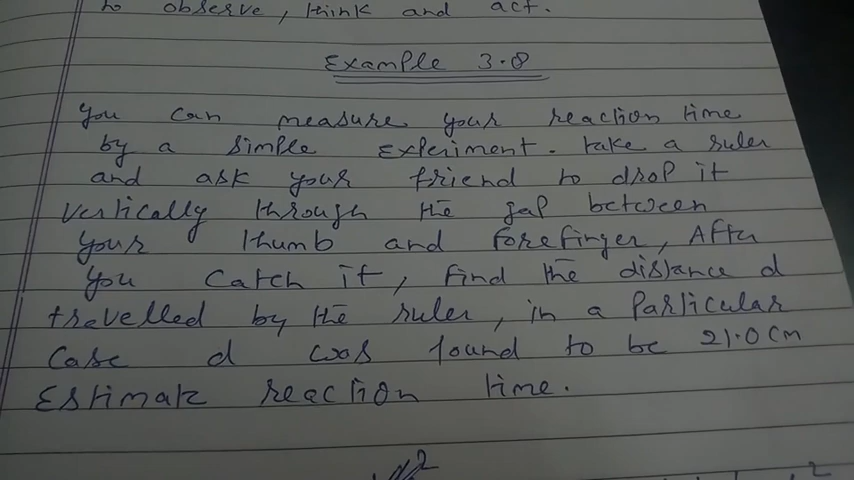 to observe, think and act.
Example 3.8
You can measure your reaction time
by a simple experiment. take a ruler
and ask your friend to drop it
vertically through the gap between
your thumb and forefinger, After
you catch it, find the distance d
travelled by the ruler, in a particular
case d was found to be 21.0 cm
Estimate reaction time.